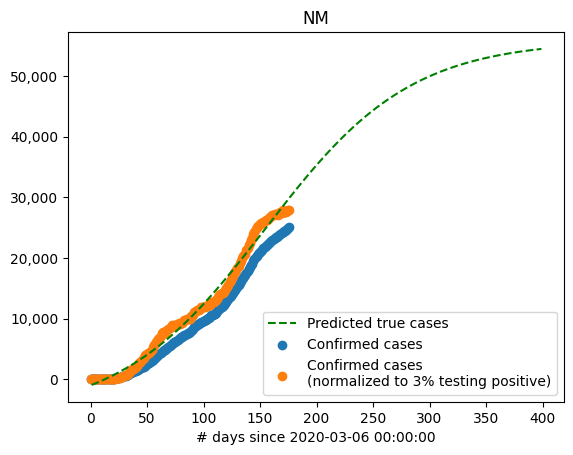 NM
50,000
40,000
30,000
20,000
10,000
0
Predicted true cases
Confirmed cases
Confirmed cases
(normalized to 3% testing positive)
0 50 100 150 200 250 300 350 400
# days since 2020-03-06 00:00:00